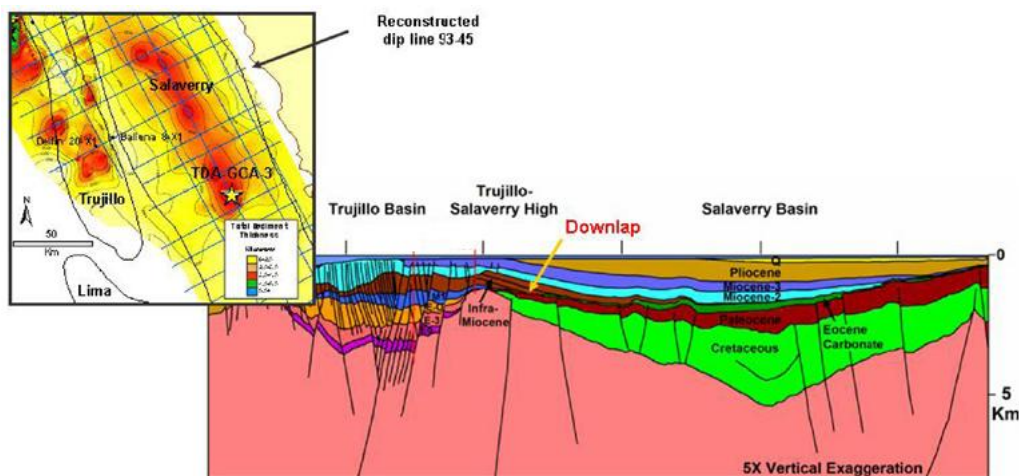 Reconstructed
dip line 93-45
Salaverry
Delfin 20-X1
Ballena 8-X1
TDA-GCA-3
Trujillo
N
50
Km
Lima
Total Sediment
Thickness
Trujillo Basin
Trujillo-
Salaverry High
Salaverry Basin
Downlap
0
Q
Pliocene
Miocene-1
Miocene-2
Infra-
Miocene
Paleocene
Eocene
Carbonate
Cretaceous
E-3
5
Km
5X Vertical Exaggeration